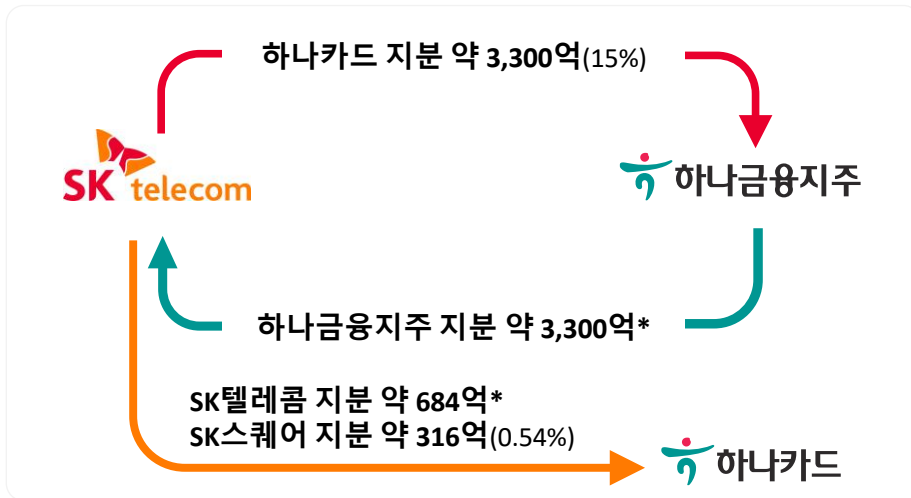 하나카드 지분 약 3,300억(15%)
SK telecom
하나금융지주
하나금융지주 지분 약 3,300억*
SK텔레콤 지분 약 684억*
SK스퀘어 지분 약 316억(0.54%)
하나카드